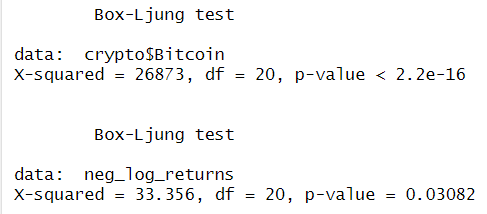 Box-Ljung test
data:  crypto$Bitcoin
X-squared = 26873, df = 20, p-value < 2.2e-16
Box-Ljung test
data:  neg_log_returns
X-squared = 33.356, df = 20, p-value = 0.03082